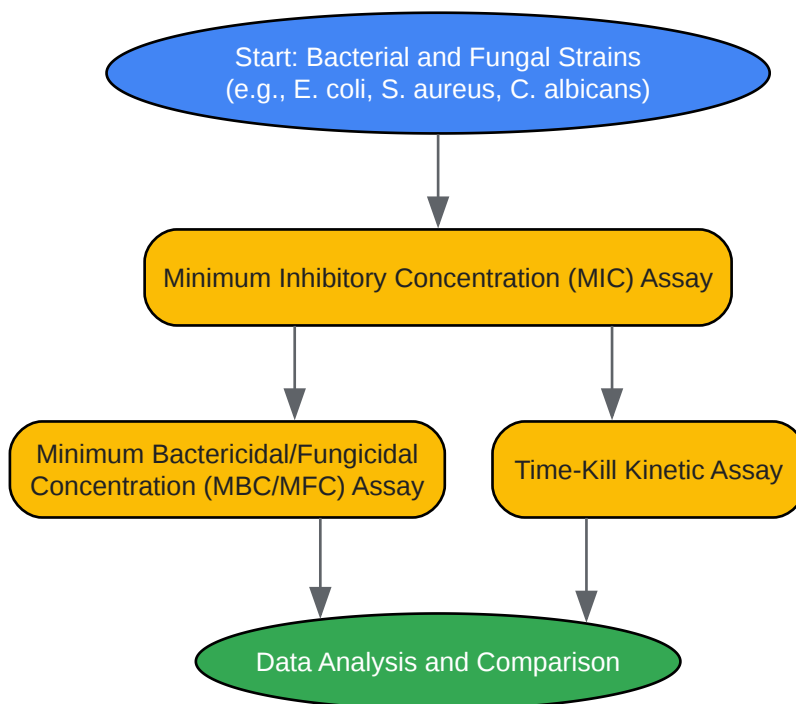 Start: Bacterial and Fungal Strains
(e.g., E. coli, S. aureus, C. albicans)
Minimum Inhibitory Concentration (MIC) Assay
Minimum Bactericidal/Fungicidal
Concentration (MBC/MFC) Assay
Time-Kill Kinetic Assay
Data Analysis and Comparison